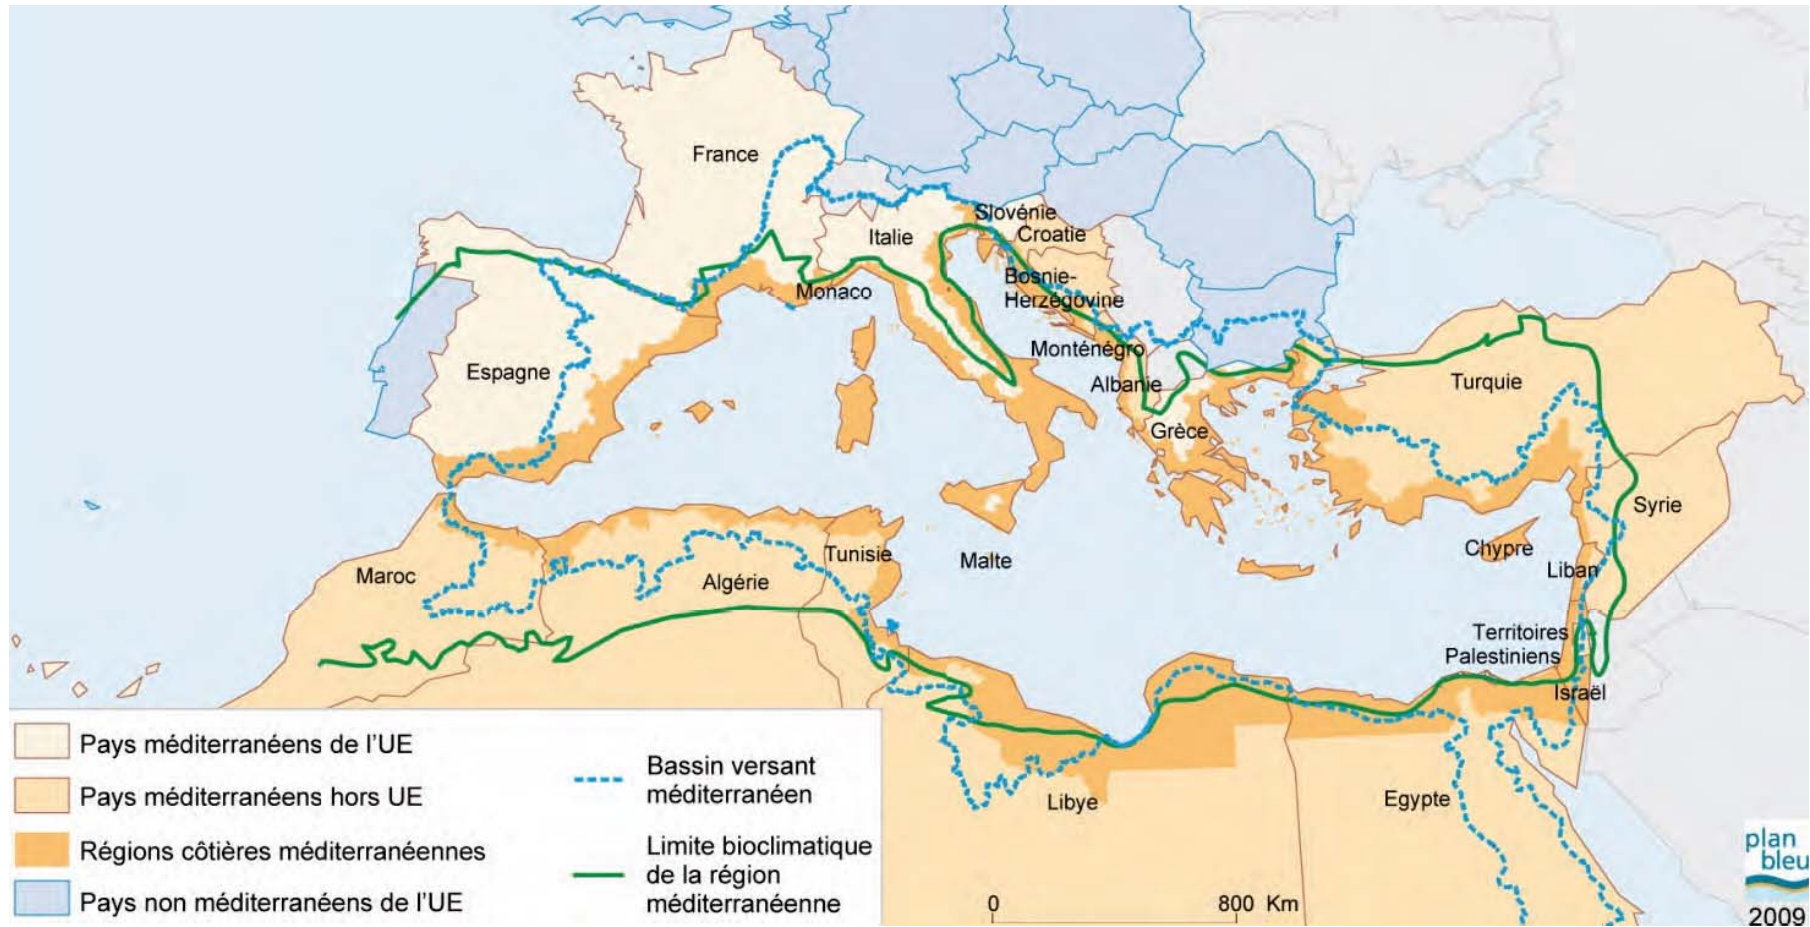 France
Slovénie
Croatie
Italie
Bosnie-
Herzégovine
Monaco
Monténégro
Albanie
Espagne
Turquie
Grèce
Syrie
Chypre
Tunisie
Malte
Maroc
Algérie
Liban
Territoires
Palestiniens
Israël
Libye
Egypte
Pays méditerranéens de l'UE
Pays méditerranéens hors UE
Régions côtières méditerranéennes
Pays non méditerranéens de l'UE
Bassin versant
méditerranéen
Limite bioclimatique
de la région
méditerranéenne
0 800 Km
plan
bleu
2009